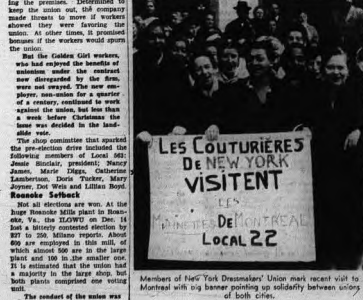 ing the premises. Determined to
keep the union out, the company
made threats to move if workers
showed they were favoring the
union. At other times, it promised
bonuses if the workers would spurn
the union.
But the Golden Girl workers,
who had enjoyed the benefits of
unionism under the contract
now disregarded by the firm,
were not swayed. The new em-
ployer, non-union for a quarter
of a century, continued to work
against the union, but less than
a week before Christmas the
issue was decided in the land-
slide vote.
The shop committee that sparked
the pre-election drive included the
following members of Local 563:
Jessie Sinclair, president; Nancy
James, Marie Diggs, Catherine
Lambertson, Doris Tucker, Mary
Joyner, Dot Weis and Lillian Boyd.
Roanoke Setback
Not all elections are won. At the
huge Roanoke Mills plant in Roan-
oke, Va., the ILGWU on Dec. 14
lost a bitterly contested election by
327 to 250, Milano reports. About
600 are employed in this mill, of
which almost 500 are in the large
plant and 100 in the smaller one.
It is estimated that the union had
a majority in the large shop, but
both plants comprised one voting
unit.
The conduct of the union was
LES COUTURIÈRES
DE NEW YORK
VISITENT
LES
MIDINETTES DE MONTREAL
LOCAL 22
Members of New York Dressmakers' Union mark recent visit to
Montreal with big banner pointing up solidarity between union
of both cities.